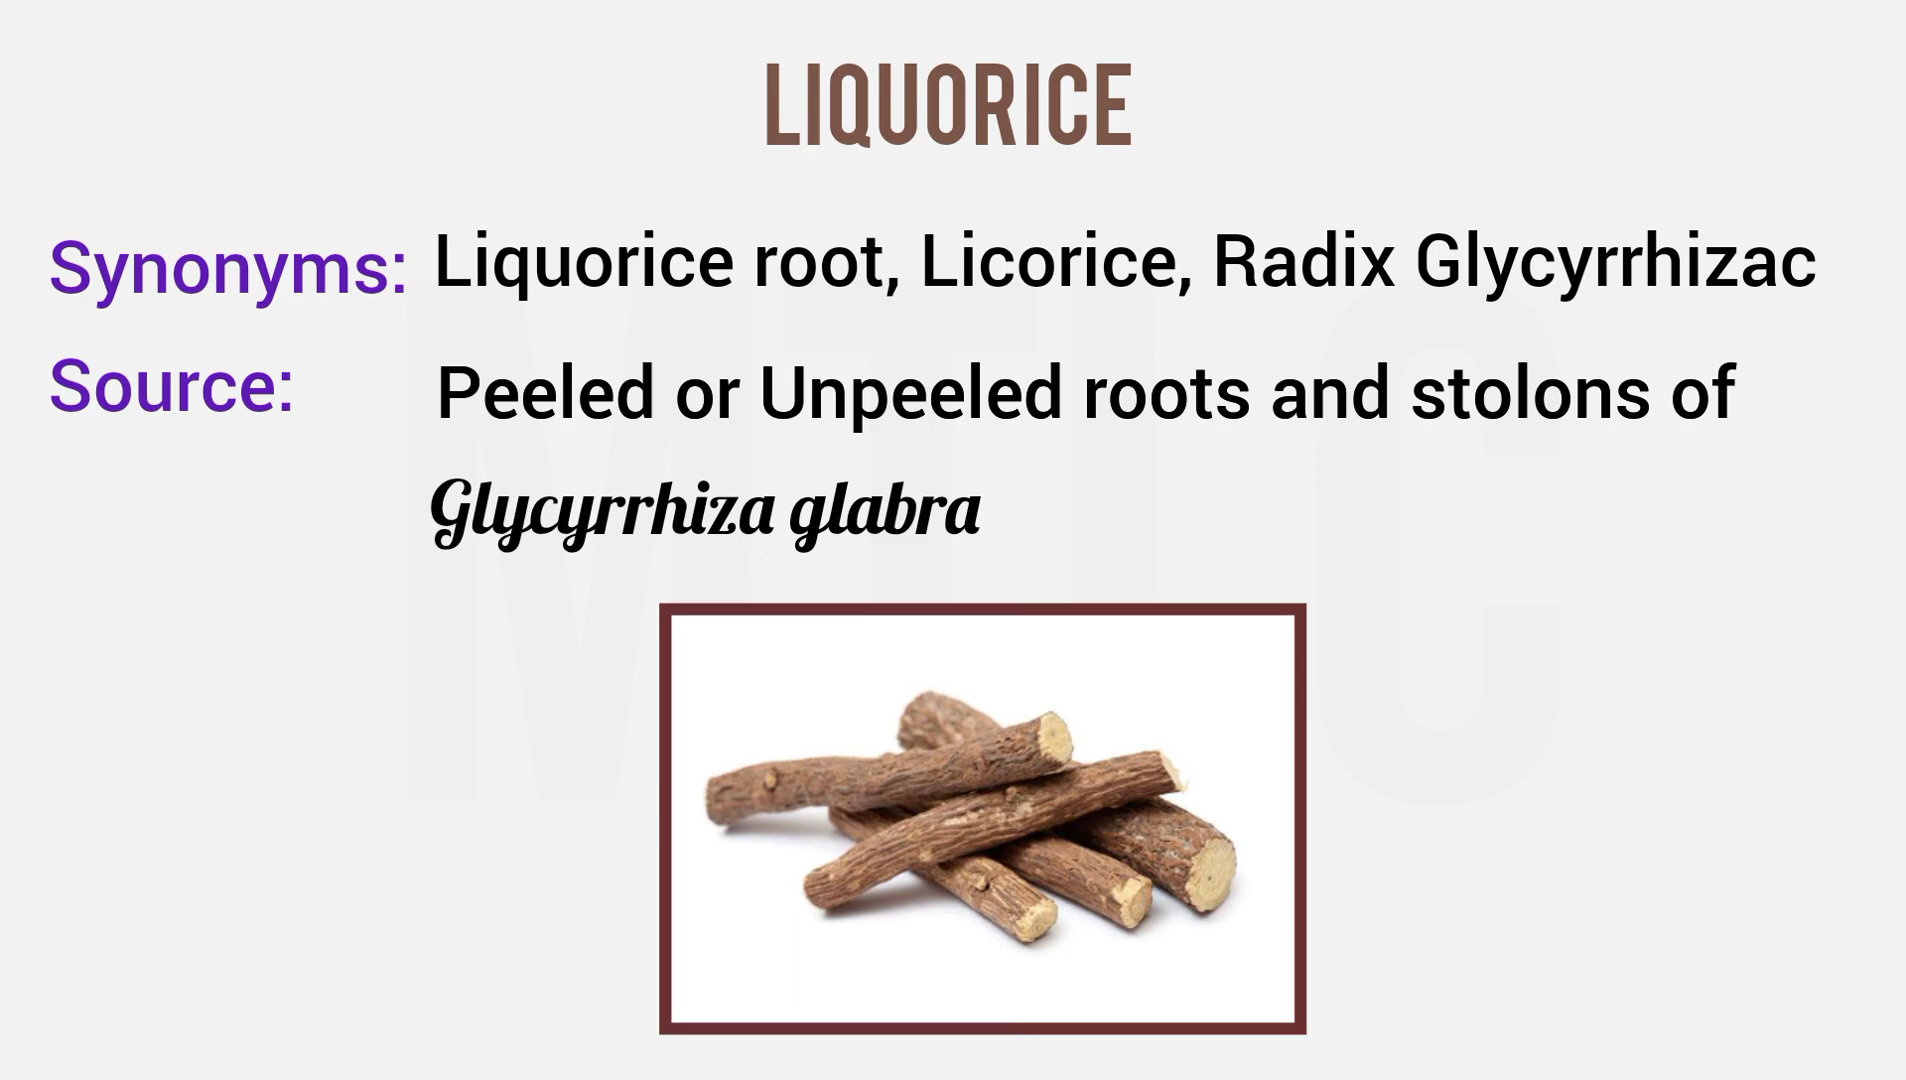 LIQUORICE
Synonyms: Liquorice root, Licorice, Radix Glycyrrhizac
Source: Peeled or Unpeeled roots and stolons of
Glycyrrhiza glabra